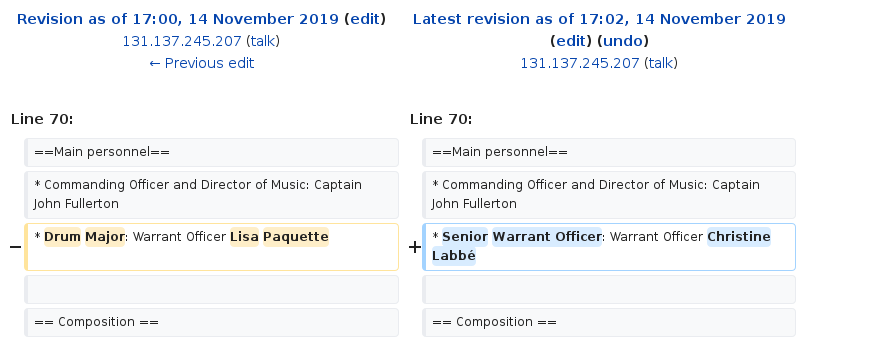 Revision as of 17:00, 14 November 2019 (edit)
131.137.245.207 (talk)
← Previous edit
Latest revision as of 17:02, 14 November 2019
(edit) (undo)
131.137.245.207 (talk)
Line 70:
Line 70:
==Main personnel==
==Main personnel==
* Commanding Officer and Director of Music: Captain
John Fullerton
* Commanding Officer and Director of Music: Captain
John Fullerton
− * Drum Major: Warrant Officer Lisa Paquette
+ * Senior Warrant Officer: Warrant Officer Christine
Labbé
== Composition ==
== Composition ==